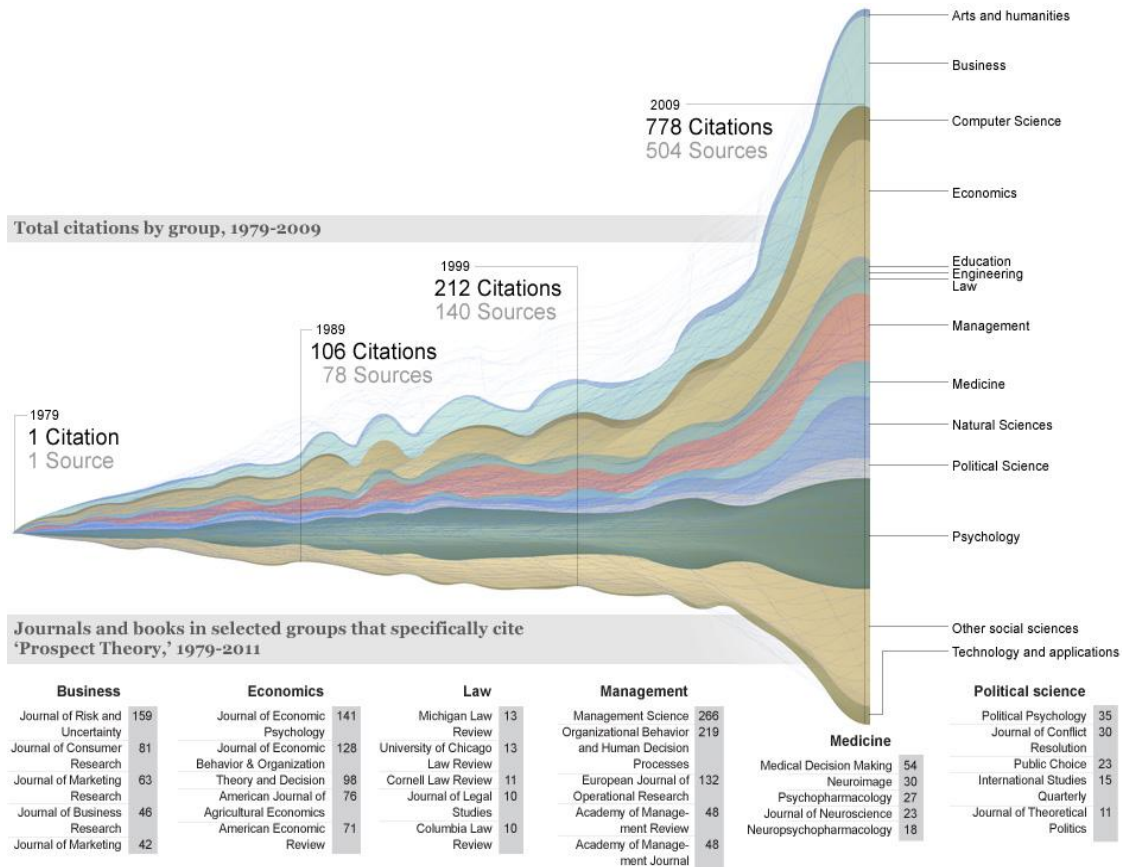 Arts and humanities
Business
2009
778 Citations
504 Sources
Computer Science
Economics
Total citations by group, 1979-2009
1999
212 Citations
140 Sources
Education
Engineering
Law
1989
106 Citations
78 Sources
Management
Medicine
1979
1 Citation
1 Source
Natural Sciences
Political Science
Psychology
Journals and books in selected groups that specifically cite
‘Prospect Theory,’ 1979-2011
Other social sciences
Technology and applications
Business
Journal of Risk and 159
Uncertainty
Journal of Consumer 81
Research
Journal of Marketing 63
Research
Journal of Business 46
Research
Journal of Marketing 42
Economics
Journal of Economic 141
Psychology
Journal of Economic 128
Behavior & Organization
Theory and Decision 98
American Journal of 76
Agricultural Economics
American Economic 71
Review
Law
Michigan Law 13
Review
University of Chicago 13
Law Review
Cornell Law Review 11
Journal of Legal 10
Studies
Columbia Law 10
Review
Management
Management Science 266
Organizational Behavior 219
and Human Decision
Processes
European Journal of 132
Operational Research
Academy of Manage- 48
ment Review
Academy of Manage- 48
ment Journal
Medicine
Medical Decision Making 54
Neuroimage 30
Psychopharmacology 27
Journal of Neuroscience 23
Neuropsychopharmacology 18
Political science
Political Psychology 35
Journal of Conflict 30
Resolution
Public Choice 23
International Studies 15
Quarterly
Journal of Theoretical 11
Politics